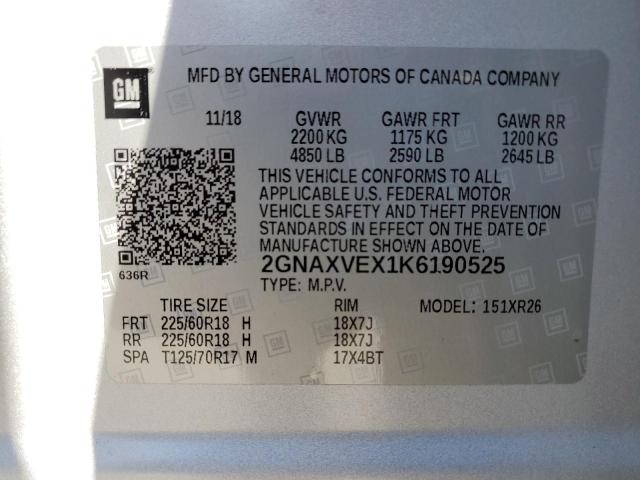 GM
MFD BY GENERAL MOTORS OF CANADA COMPANY
11/18 GVWR GAWR FRT GAWR RR
2200 KG 1175 KG 1200 KG
4850 LB 2590 LB 2645 LB
THIS VEHICLE CONFORMS TO ALL
APPLICABLE U.S. FEDERAL MOTOR
VEHICLE SAFETY AND THEFT PREVENTION
STANDARDS IN EFFECT ON THE DATE OF
MANUFACTURE SHOWN ABOVE.
636R
2GNAXVEX1K6190525
TYPE: M.P.V.
TIRE SIZE RIM MODEL: 151XR26
FRT 225/60R18 H 18X7J
RR 225/60R18 H 18X7J
SPA T125/70R17 M 17X4BT